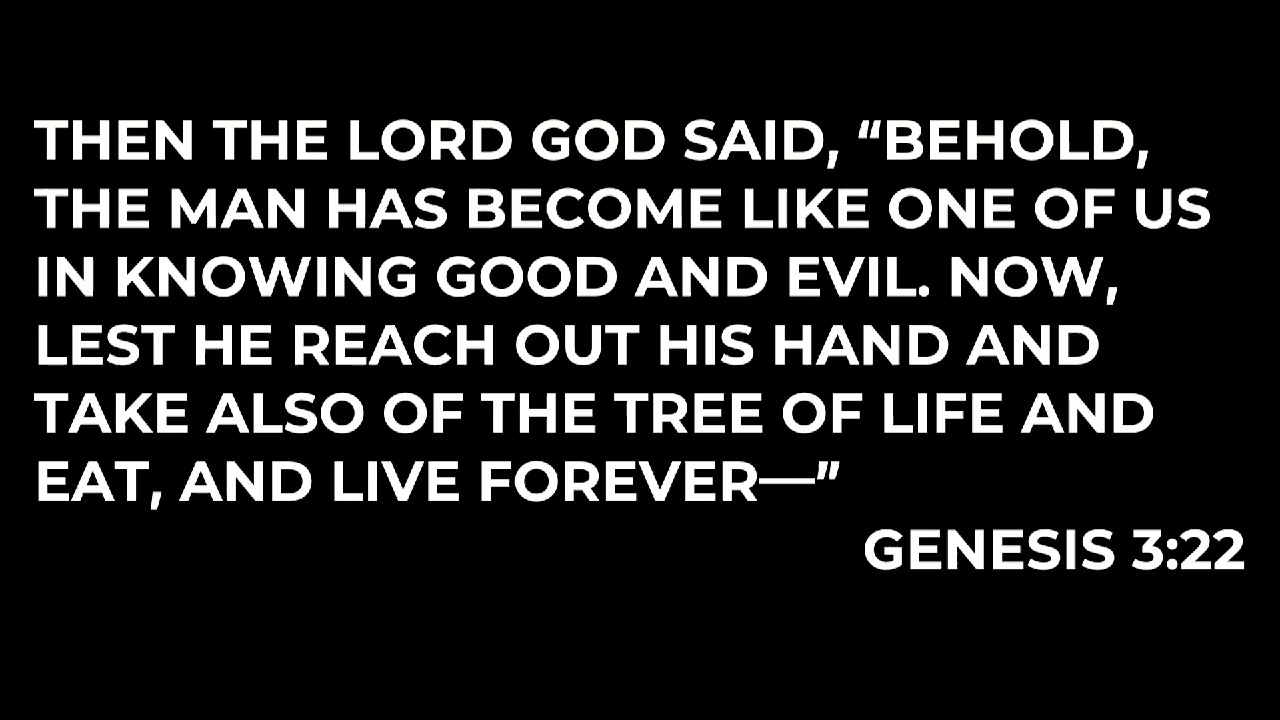 THEN THE LORD GOD SAID, “BEHOLD,
THE MAN HAS BECOME LIKE ONE OF US
IN KNOWING GOOD AND EVIL. NOW,
LEST HE REACH OUT HIS HAND AND
TAKE ALSO OF THE TREE OF LIFE AND
EAT, AND LIVE FOREVER—”
GENESIS 3:22